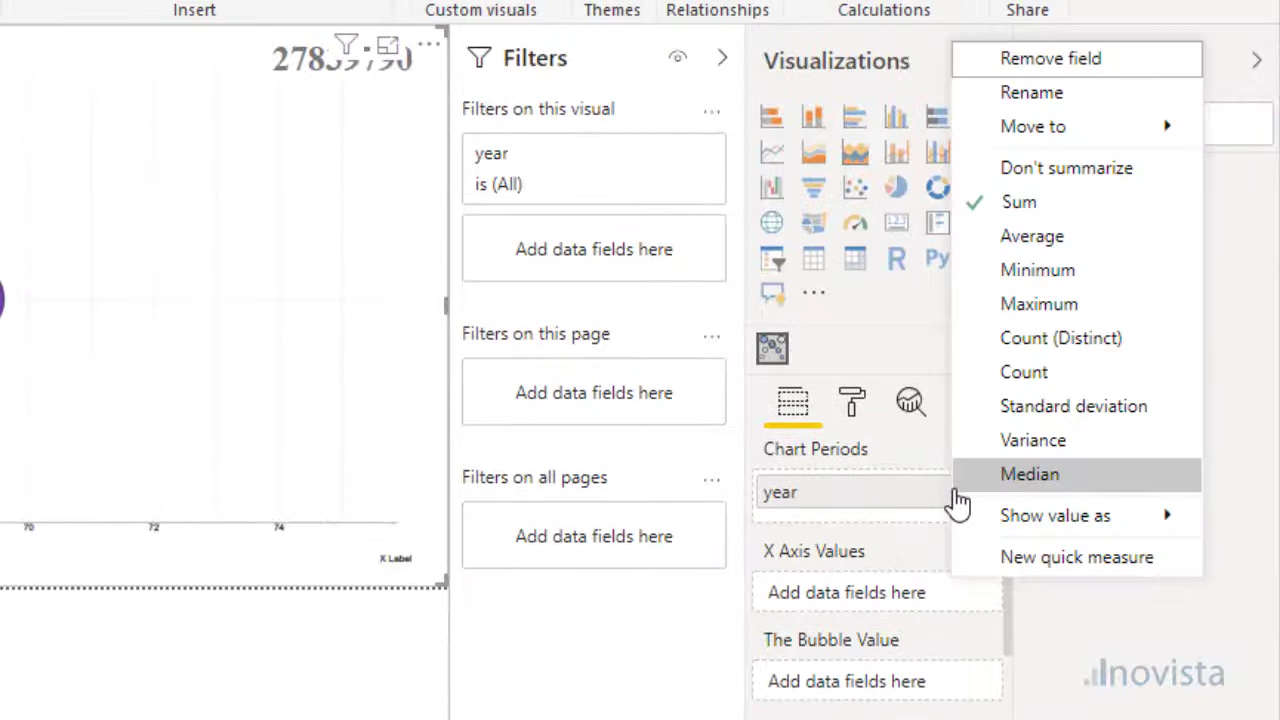 Insert
Custom visuals
Themes
Relationships
Calculations
Share
Filters
Filters on this visual
...
year
is (All)
Add data fields here
Filters on this page
...
Add data fields here
Filters on all pages
...
Add data fields here
70
72
74
X Label
Visualizations
R
Py
...
Chart Periods
year
X Axis Values
Add data fields here
The Bubble Value
Add data fields here
Remove field
Rename
Move to
Don't summarize
Sum
Average
Minimum
Maximum
Count (Distinct)
Count
Standard deviation
Variance
Median
Show value as
New quick measure
Inovista